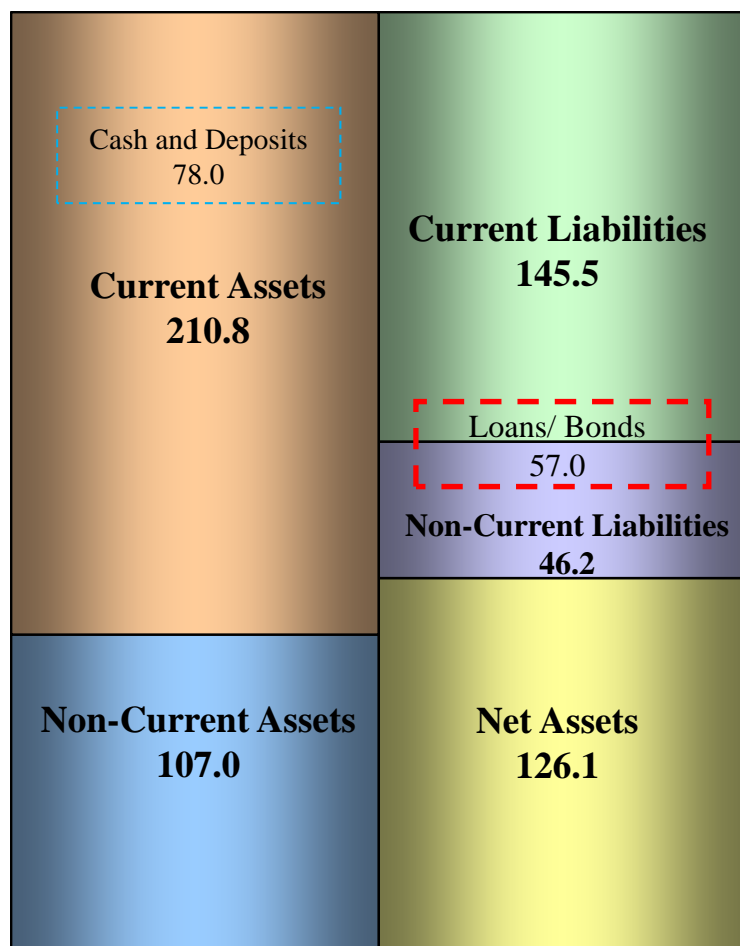 Cash and Deposits
78.0
Current Assets
210.8
Non-Current Assets
107.0
Current Liabilities
145.5
Loans/ Bonds
57.0
Non-Current Liabilities
46.2
Net Assets
126.1